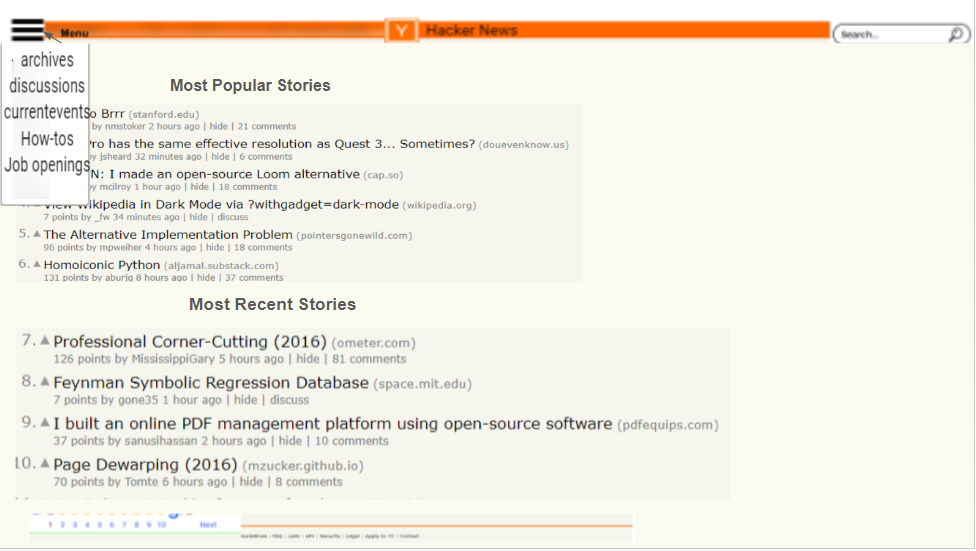 Menu
Y
Hacker News
Search...
archives
discussions
currentevents
How-tos
Job openings
Most Popular Stories
o Brrr (stanford.edu)
by nmstoker 2 hours ago | hide | 21 comments
Pro has the same effective resolution as Quest 3... Sometimes? (douevenknow.us)
by jsheard 32 minutes ago | hide | 6 comments
N: I made an open-source Loom alternative (cap.so)
by mcilroy 1 hour ago | hide | 18 comments
View Wikipedia in Dark Mode via ?withgadget=dark-mode (wikipedia.org)
7 points by _fw 34 minutes ago | hide | discuss
5. The Alternative Implementation Problem (pointersgonewild.com)
96 points by mpweiher 4 hours ago | hide | 18 comments
6. Homoiconic Python (aljamal.substack.com)
131 points by aburjg 8 hours ago | hide | 37 comments
Most Recent Stories
7. Professional Corner-Cutting (2016) (ometer.com)
126 points by MississippiGary 5 hours ago | hide | 81 comments
8. Feynman Symbolic Regression Database (space.mit.edu)
7 points by gone35 1 hour ago | hide | discuss
9. I built an online PDF management platform using open-source software (pdfequips.com)
37 points by sanusihassan 2 hours ago | hide | 10 comments
10. Page Dewarping (2016) (mzucker.github.io)
70 points by Tomte 6 hours ago | hide | 8 comments
1 2 3 4 5 6 7 8 9 10 Next
Guidelines | FAQ | Lists | API | Security | Legal | Apply to YC | Contact